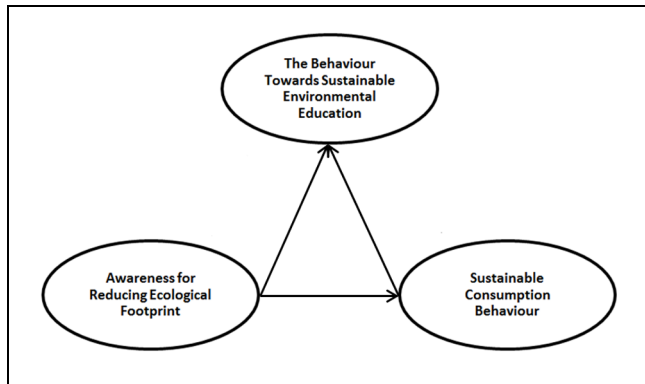 The Behaviour
Towards Sustainable
Environmental
Education
Awareness for
Reducing Ecological
Footprint
Sustainable
Consumption
Behaviour